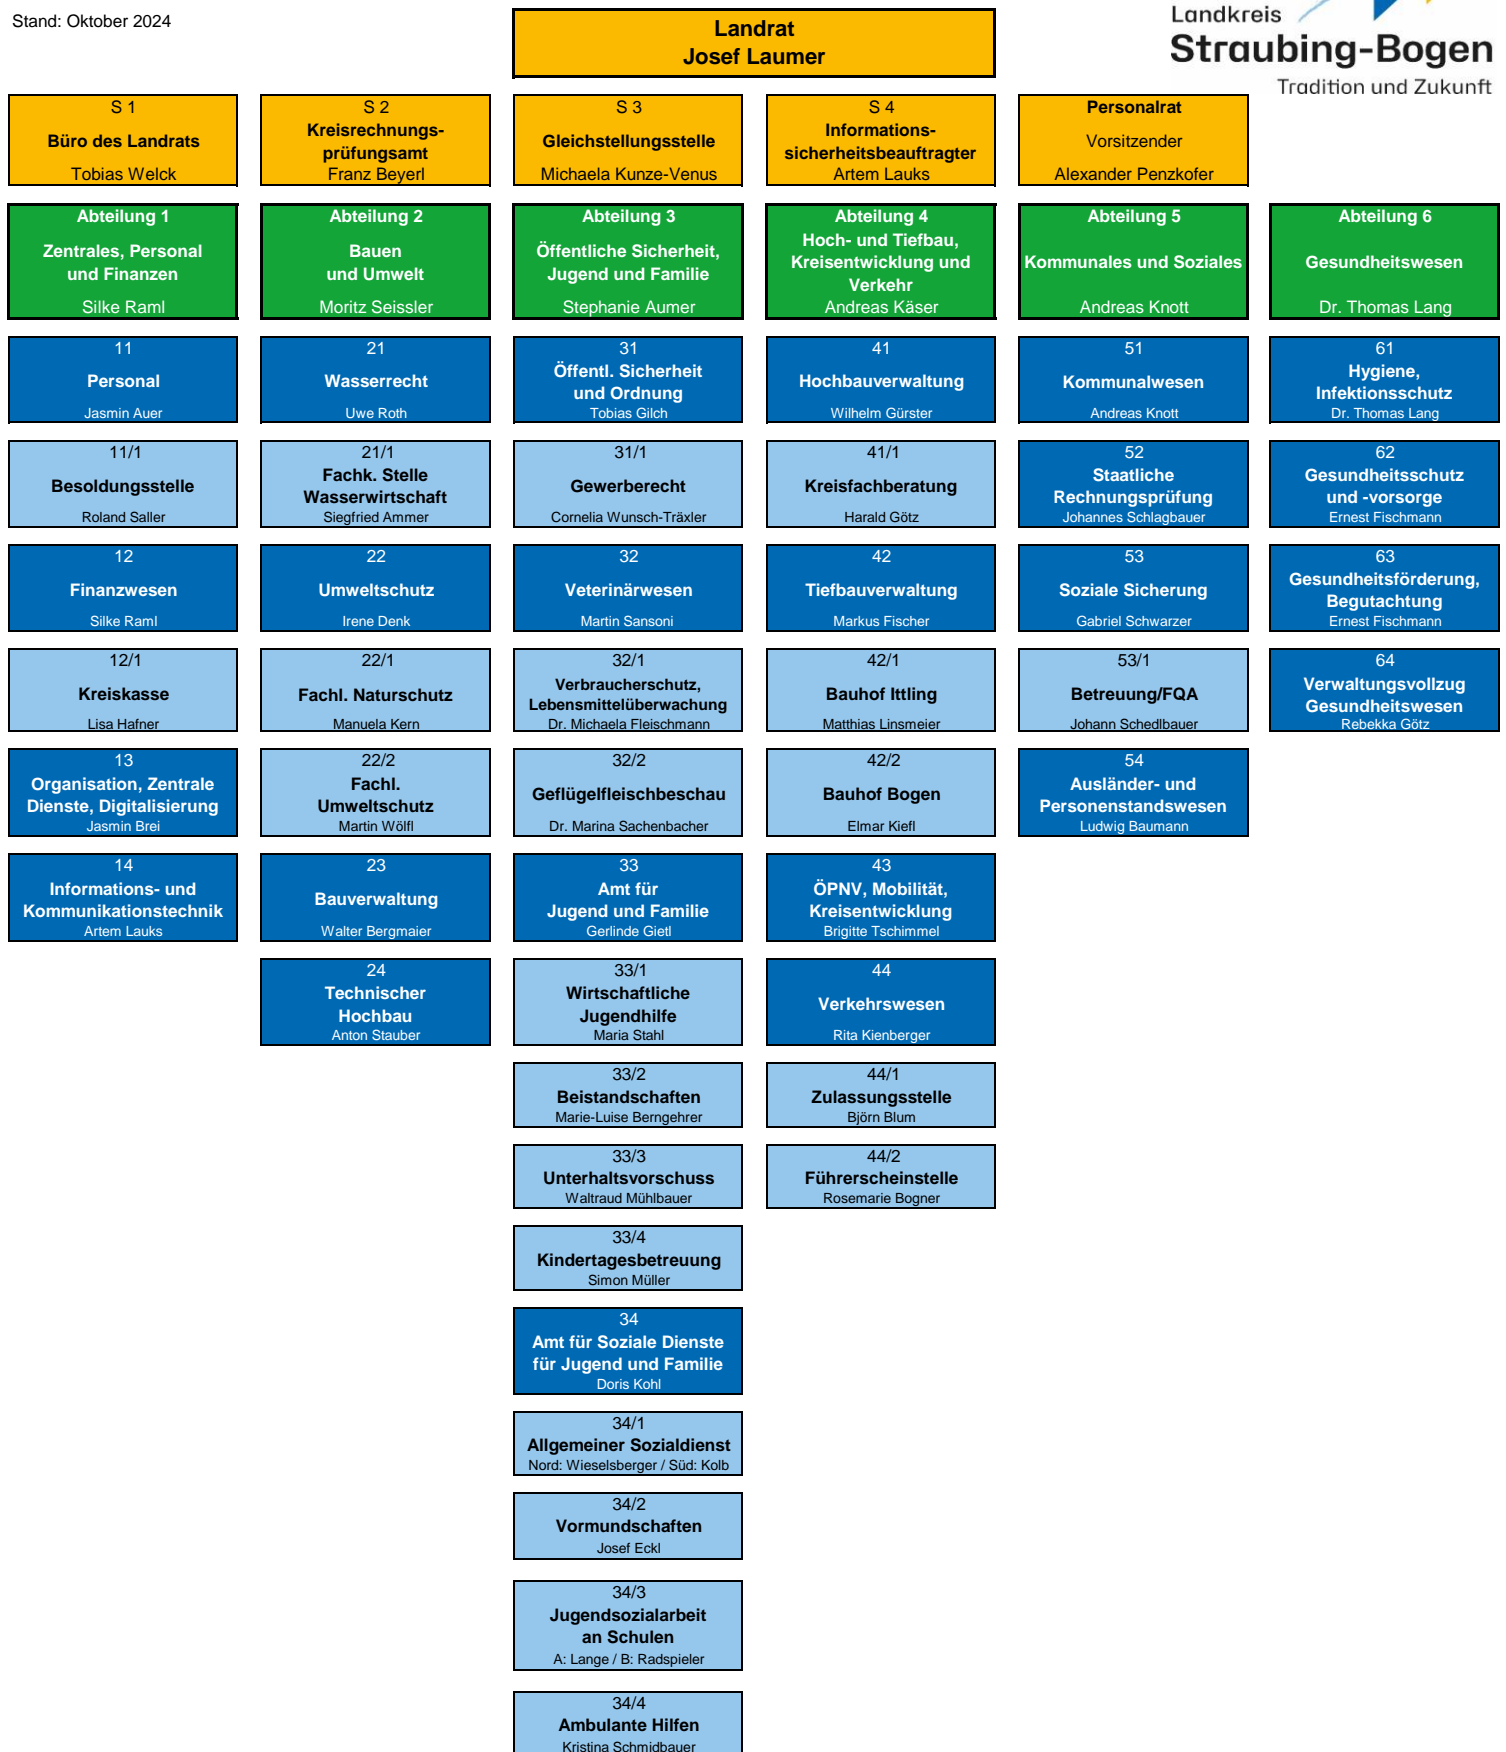 Stand: Oktober 2024
Landrat
Josef Laumer
Landkreis
Straubing-Bogen
Tradition und Zukunft
S 1
Büro des Landrats
Tobias Welck
S 2
Kreisrechnungs-
prüfungsamt
Franz Beyerl
S 3
Gleichstellungsstelle
Michaela Kunze-Venus
S 4
Informations-
sicherheitsbeauftragter
Artem Lauks
Personalrat
Vorsitzender
Alexander Penzkofer
Abteilung 1
Zentrales, Personal
und Finanzen
Silke Raml
Abteilung 2
Bauen
und Umwelt
Moritz Seissler
Abteilung 3
Öffentliche Sicherheit,
Jugend und Familie
Stephanie Aumer
Abteilung 4
Hoch- und Tiefbau,
Kreisentwicklung und
Verkehr
Andreas Käser
Abteilung 5
Kommunales und Soziales
Andreas Knott
Abteilung 6
Gesundheitswesen
Dr. Thomas Lang
11
Personal
Jasmin Auer
21
Wasserrecht
Uwe Roth
31
Öffentl. Sicherheit
und Ordnung
Tobias Gilch
41
Hochbauverwaltung
Wilhelm Gürster
51
Kommunalwesen
Andreas Knott
61
Hygiene,
Infektionsschutz
Dr. Thomas Lang
11/1
Besoldungsstelle
Roland Saller
21/1
Fachk. Stelle
Wasserwirtschaft
Siegfried Ammer
31/1
Gewerberecht
Cornelia Wunsch-Träxler
41/1
Kreisfachberatung
Harald Götz
52
Staatliche
Rechnungsprüfung
Johannes Schlagbauer
62
Gesundheitsschutz
und -vorsorge
Ernest Fischmann
12
Finanzwesen
Silke Raml
22
Umweltschutz
Irene Denk
32
Veterinärwesen
Martin Sansoni
42
Tiefbauverwaltung
Markus Fischer
53
Soziale Sicherung
Gabriel Schwarzer
63
Gesundheitsförderung,
Begutachtung
Ernest Fischmann
12/1
Kreiskasse
Lisa Hafner
22/1
Fachl. Naturschutz
Manuela Kern
32/1
Verbraucherschutz,
Lebensmittelüberwachung
Dr. Michaela Fleischmann
42/1
Bauhof Ittling
Matthias Linsmeier
53/1
Betreuung/FQA
Johann Schedlbauer
64
Verwaltungsvollzug
Gesundheitswesen
Rebekka Götz
13
Organisation, Zentrale
Dienste, Digitalisierung
Jasmin Brei
22/2
Fachl.
Umweltschutz
Martin Wölfl
32/2
Geflügelfleischbeschau
Dr. Marina Sachenbacher
42/2
Bauhof Bogen
Elmar Kiefl
54
Ausländer- und
Personenstandswesen
Ludwig Baumann
14
Informations- und
Kommunikationstechnik
Artem Lauks
23
Bauverwaltung
Walter Bergmaier
33
Amt für
Jugend und Familie
Gerlinde Gietl
43
ÖPNV, Mobilität,
Kreisentwicklung
Brigitte Tschimmel
24
Technischer
Hochbau
Anton Stauber
33/1
Wirtschaftliche
Jugendhilfe
Maria Stahl
44
Verkehrswesen
Rita Kienberger
33/2
Beistandschaften
Marie-Luise Berngehrer
44/1
Zulassungsstelle
Björn Blum
33/3
Unterhaltsvorschuss
Waltraud Mühlbauer
44/2
Führerscheinstelle
Rosemarie Bogner
33/4
Kindertagesbetreuung
Simon Müller
34
Amt für Soziale Dienste
für Jugend und Familie
Doris Kohl
34/1
Allgemeiner Sozialdienst
Nord: Wieselsberger / Süd: Kolb
34/2
Vormundschaften
Josef Eckl
34/3
Jugendsozialarbeit
an Schulen
A: Lange / B: Radspieler
34/4
Ambulante Hilfen
Kristina Schmidbauer